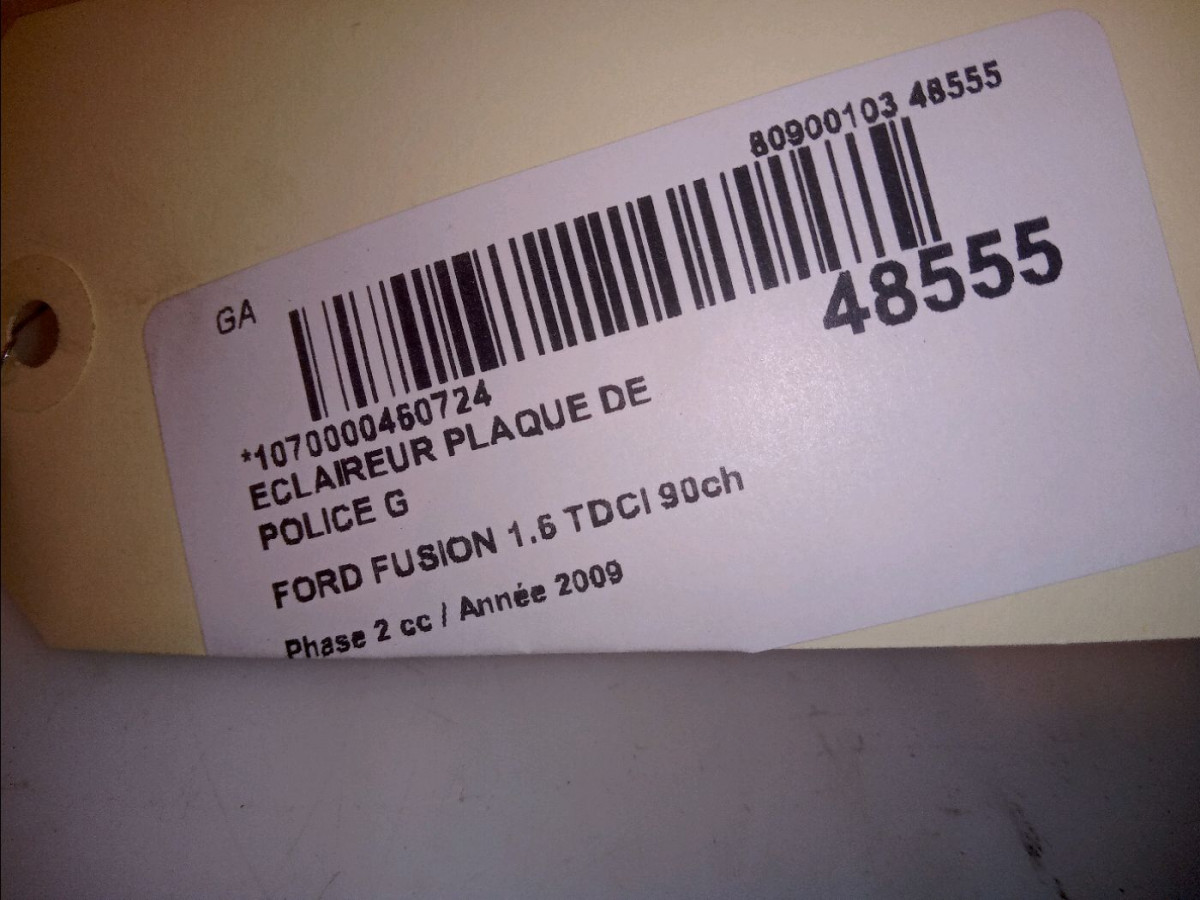 80900103 48555
GA
48555
*1070000460724
ECLAIREUR PLAQUE DE
POLICE G
FORD FUSION 1.6 TDCI 90ch
Phase 2 cc / Année 2009